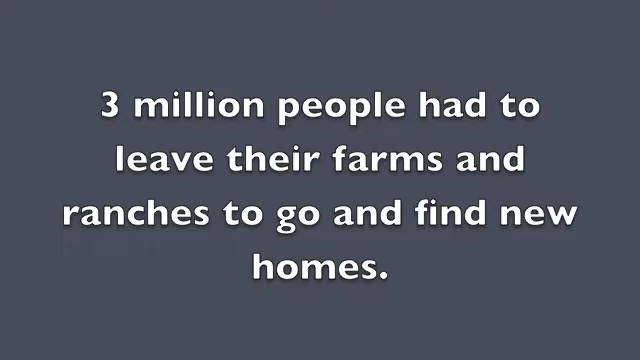 3 million people had to
leave their farms and
ranches to go and find new
homes.